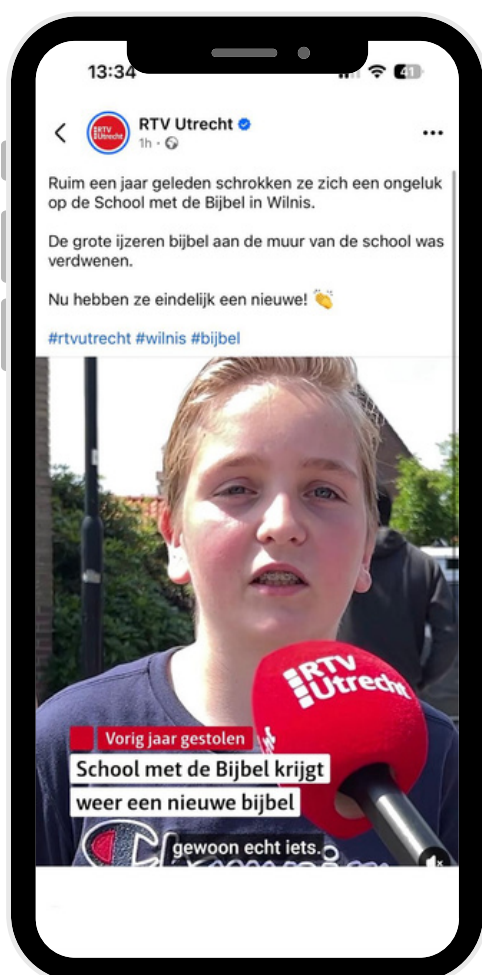 13:34
41
RTV Utrecht
RTV Utrecht
1h
Ruim een jaar geleden schrokken ze zich een ongeluk
op de School met de Bijbel in Wilnis.
De grote ijzeren bijbel aan de muur van de school was
verdwenen.
Nu hebben ze eindelijk een nieuwe! 👏
#rtvutrecht #wilnis #bijbel
RTV
Utrecht
Vorig jaar gestolen
School met de Bijbel krijgt
weer een nieuwe bijbel
gewoon echt iets.